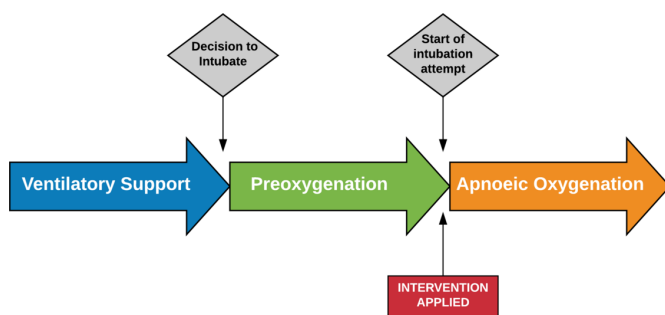 Decision to
Intubate
Start of
intubation
attempt
Ventilatory Support
Preoxygenation
Apnoeic Oxygenation
INTERVENTION
APPLIED